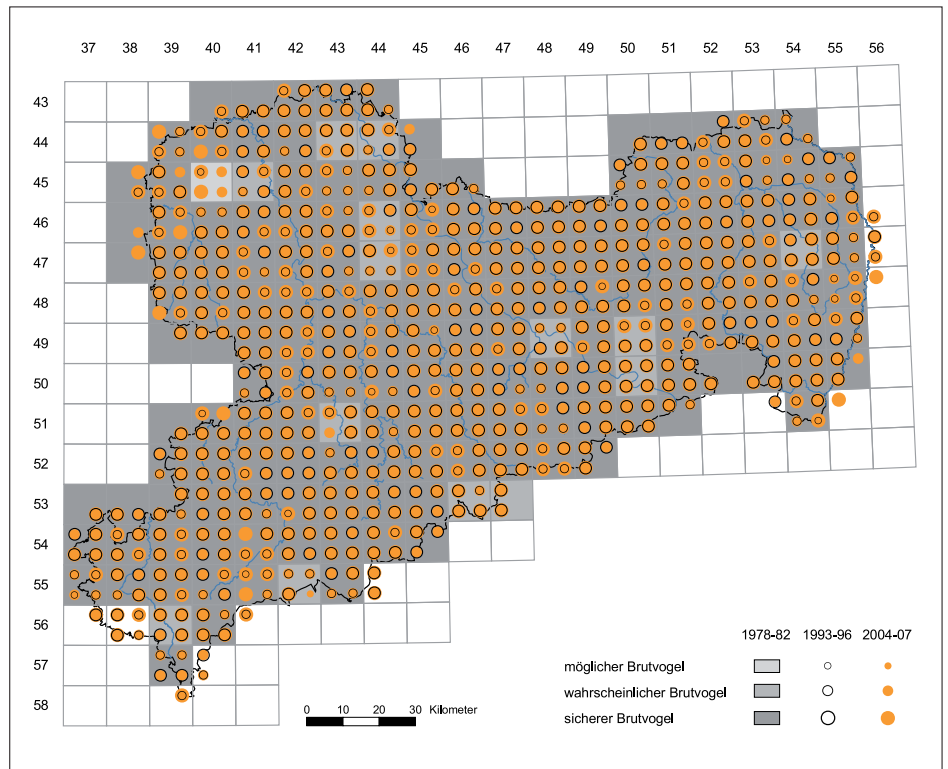 37 38 39 40 41 42 43 44 45 46 47 48 49 50 51 52 53 54 55 56
43
44
45
46
47
48
49
50
51
52
53
54
55
56
57
58
1978-82 1993-96 2004-07
möglicher Brutvogel
wahrscheinlicher Brutvogel
sicherer Brutvogel
0 10 20 30 Kilometer